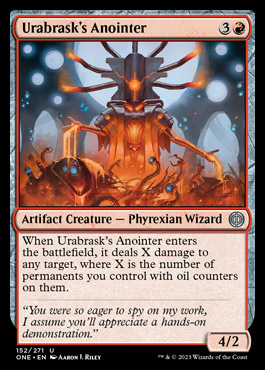 Urabrask's Anointer 3
Artifact Creature — Phyrexian Wizard
When Urabrask's Anointer enters
the battlefield, it deals X damage to
any target, where X is the number of
permanents you control with oil counters
on them.
"You were so eager to spy on my work,
I assume you'll appreciate a hands-on
demonstration."
4/2
152/271 U
ONE • EN AARON J. RILEY
™ & © 2023 Wizards of the Coast